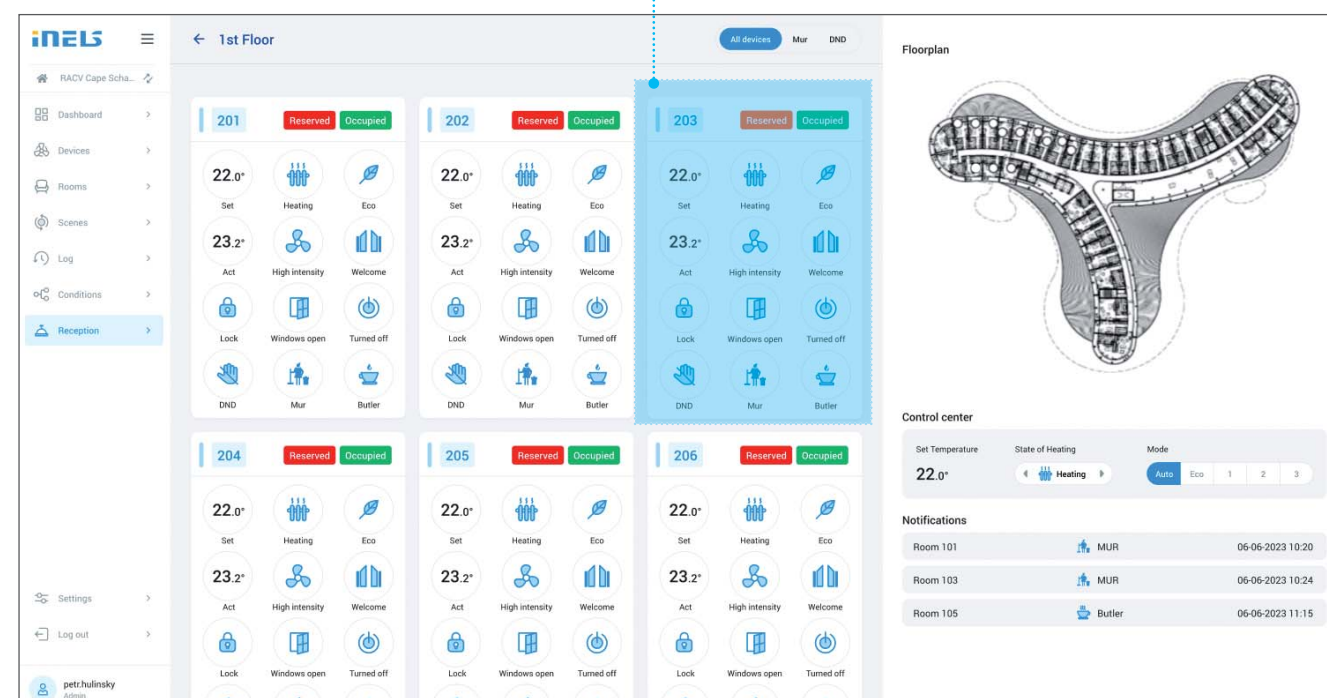 iNELS
RACV Cape Scha...
Dashboard
Devices
Rooms
Scenes
Log
Conditions
Reception
Settings
Log out
petr.hulinsky
Admin
1st Floor
All devices Mur DND
201 Reserved Occupied
22.0° Set Heating Eco
23.2° Act High intensity Welcome
Lock Windows open Turned off
DND Mur Butler
202 Reserved Occupied
22.0° Set Heating Eco
23.2° Act High intensity Welcome
Lock Windows open Turned off
DND Mur Butler
203 Reserved Occupied
22.0° Set Heating Eco
23.2° Act High intensity Welcome
Lock Windows open Turned off
DND Mur Butler
204 Reserved Occupied
22.0° Set Heating Eco
23.2° Act High intensity Welcome
Lock Windows open Turned off
205 Reserved Occupied
22.0° Set Heating Eco
23.2° Act High intensity Welcome
Lock Windows open Turned off
206 Reserved Occupied
22.0° Set Heating Eco
23.2° Act High intensity Welcome
Lock Windows open Turned off
Floorplan
Control center
Set Temperature State of Heating Mode
22.0° Heating Auto Eco 1 2 3
Notifications
Room 101 MUR 06-06-2023 10:20
Room 103 MUR 06-06-2023 10:24
Room 105 Butler 06-06-2023 11:15